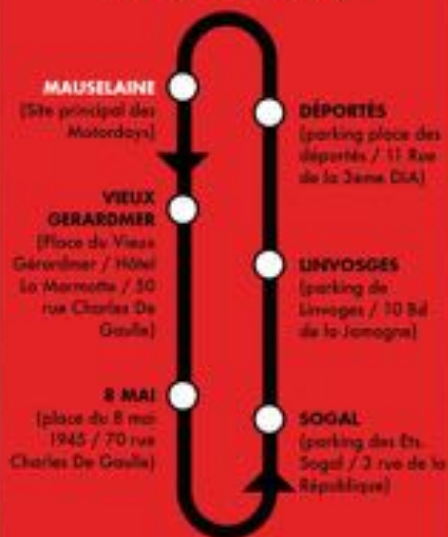 MAUSELAINE
(Site principal des
Motordays)
VIEUX
GERARDMER
(Place du Vieux
Gérardmer / Hôtel
La Marmotte / 50
rue Charles De
Gaulle)
8 MAI
(place du 8 mai
1945 / 70 rue
Charles De Gaulle)
DÉPORTÉS
(parking place des
déportés / 11 Rue
de la 3ème DIA)
LINVOSGES
(parking de
Linvoges / 10 Bd
de la Jamagne)
SOGAL
(parking des Ets.
Sogal / 3 rue de la
République)